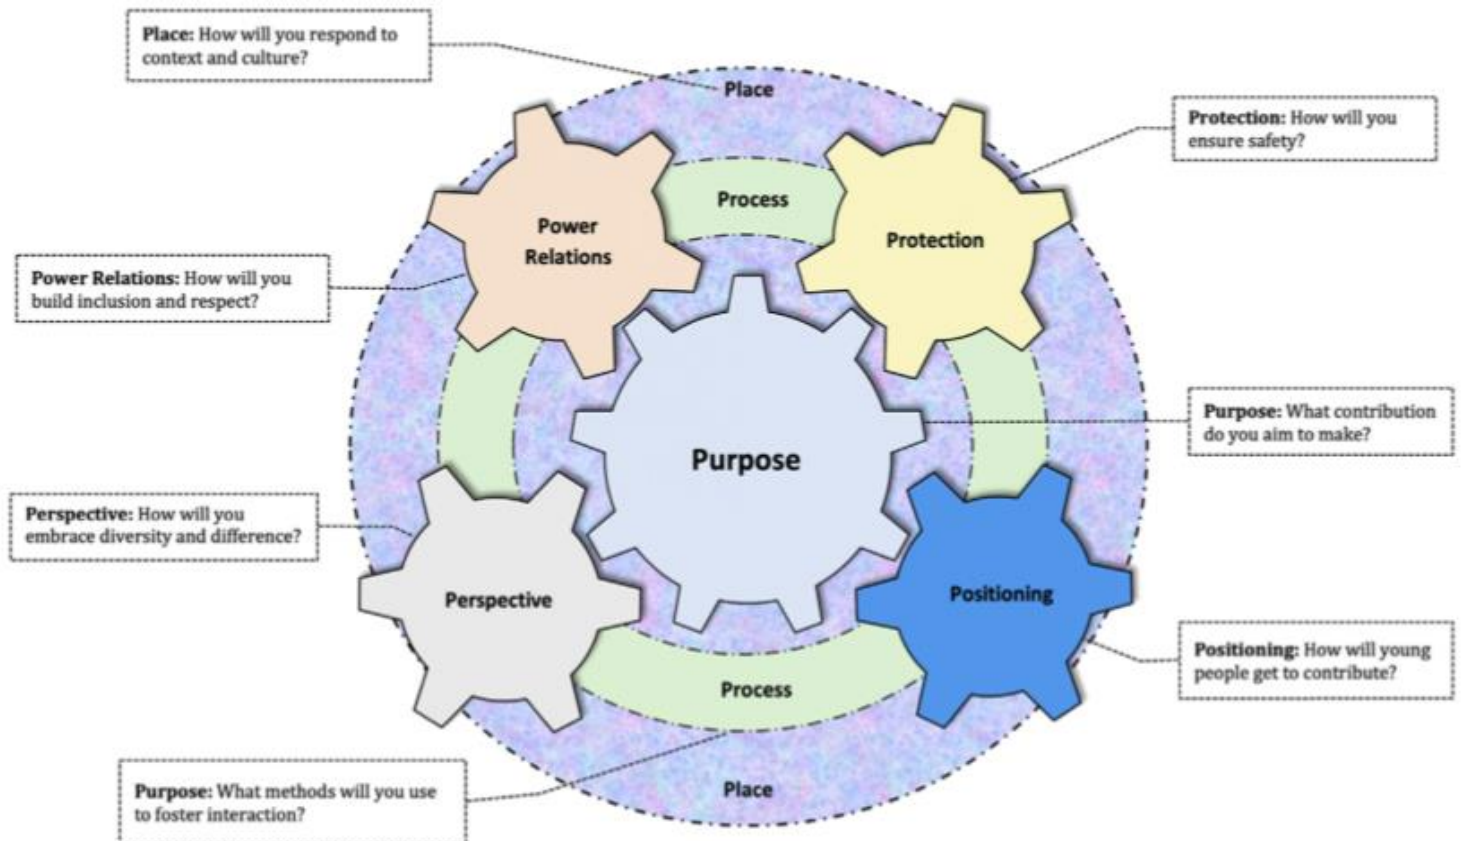 Place: How will you respond to
context and culture?
Place
Protection: How will you
ensure safety?
Process
Power
Relations
Protection
Power Relations: How will you
build inclusion and respect?
Purpose: What contribution
do you aim to make?
Purpose
Perspective: How will you
embrace diversity and difference?
Perspective
Positioning
Positioning: How will young
people get to contribute?
Process
Purpose: What methods will you use
to foster interaction?
Place